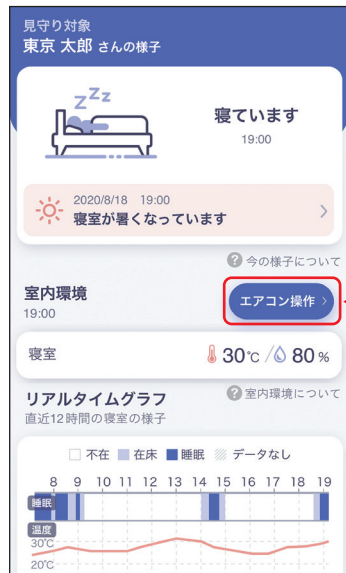 見守り対象
東京 太郎 さんの様子
zZz
寝ています
19:00
2020/8/18 19:00
寝室が暑くなっています
? 今の様子について
室内環境
19:00
エアコン操作
寝室
30℃ / 80%
リアルタイムグラフ
? 室内環境について
直近12時間の寝室の様子
不在 在床 睡眠 データなし
8 9 10 11 12 13 14 15 16 17 18 19
睡眠
温度
30℃
20℃